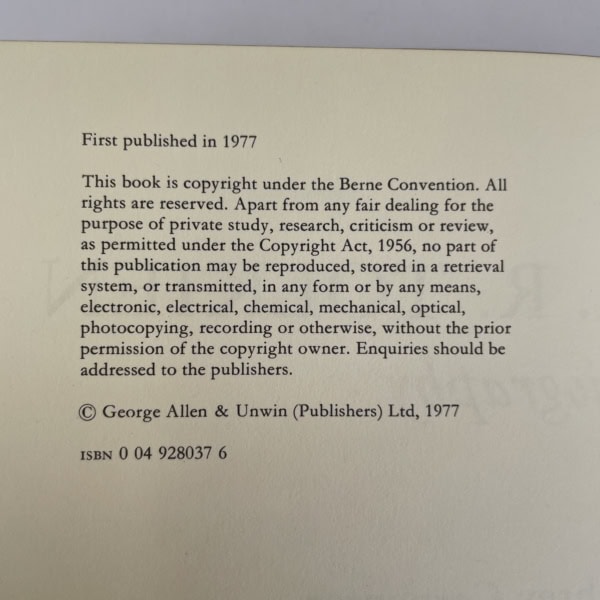 First published in 1977
This book is copyright under the Berne Convention. All
rights are reserved. Apart from any fair dealing for the
purpose of private study, research, criticism or review,
as permitted under the Copyright Act, 1956, no part of
this publication may be reproduced, stored in a retrieval
system, or transmitted, in any form or by any means,
electronic, electrical, chemical, mechanical, optical,
photocopying, recording or otherwise, without the prior
permission of the copyright owner. Enquiries should be
addressed to the publishers.
© George Allen & Unwin (Publishers) Ltd, 1977
ISBN 0 04 928037 6